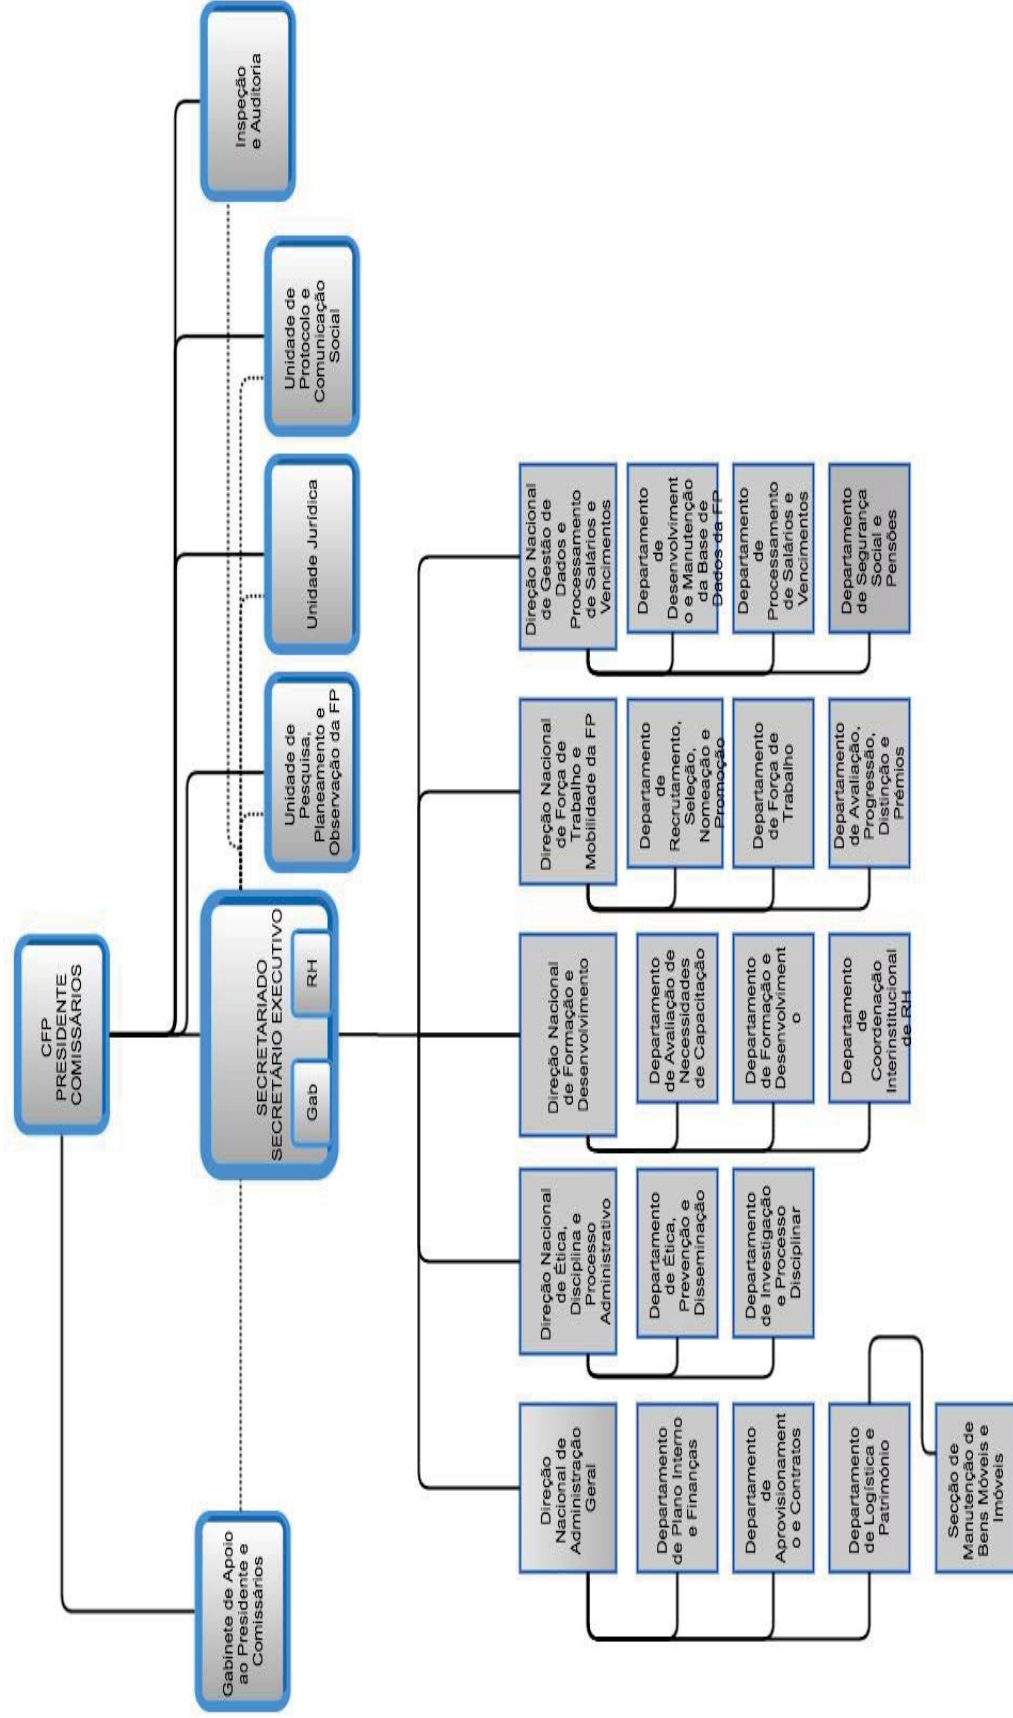 CFP
PRESIDENTE
COMISSÁRIOS
Gabinete de Apoio
ao Presidente e
Comissários
SECRETARIADO
SECRETÁRIO EXECUTIVO
Gab
RH
Unidade de
Pesquisa,
Planeamento e
Observação da FP
Unidade Jurídica
Unidade de
Protocolo e
Comunicação
Social
Inspeção
e Auditoria
Direção
Nacional de
Administração
Geral
Departamento
de Plano Interno
e Finanças
Departamento
de
Aprovisionament
o e Contratos
Departamento
de Logística e
Património
Secção de
Manutenção de
Bens Móveis e
Imóveis
Direção Nacional
de Ética,
Disciplina e
Processo
Administrativo
Departamento
de Ética,
Prevenção e
Disseminação
Departamento
de Investigação
e Processo
Disciplinar
Direção Nacional
de Formação e
Desenvolvimento
Departamento
de Avaliação de
Necessidades
de Capacitação
Departamento
de Formação e
Desenvolviment
o
Departamento
de
Coordenação
Interinstitucional
de RH
Direção Nacional
de Força de
Trabalho e
Mobilidade da FP
Departamento
de
Recrutamento,
Seleção,
Nomeação e
Promoção
Departamento
de Força de
Trabalho
Departamento
de Avaliação,
Progressão,
Distinção e
Prémios
Direção Nacional
de Gestão de
Dados e
Processamento
de Salários e
Vencimentos
Departamento
de
Desenvolviment
o e Manutenção
da Base de
Dados da FP
Departamento
de
Processamento
de Salários e
Vencimentos
Departamento
de Segurança
Social e
Pensões